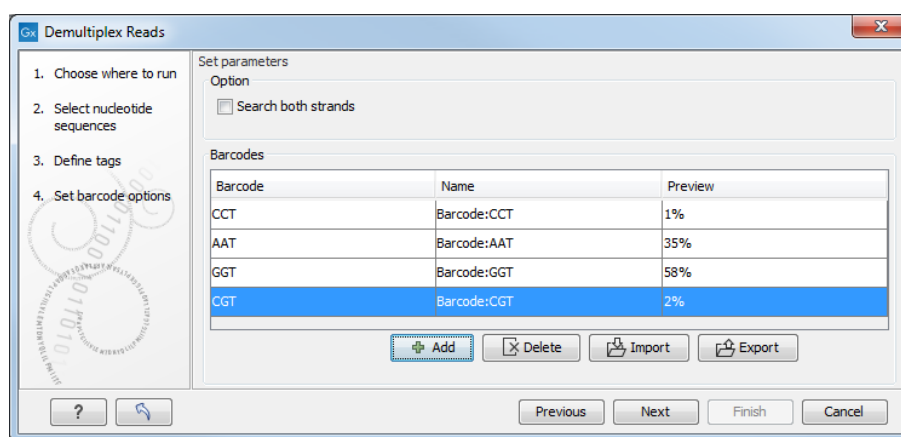 Gx Demultiplex Reads
1. Choose where to run
2. Select nucleotide
sequences
3. Define tags
4. Set barcode options
Set parameters
Option
Search both strands
Barcodes
Barcode Name Preview
CCT Barcode:CCT 1%
AAT Barcode:AAT 35%
GGT Barcode:GGT 58%
CGT Barcode:CGT 2%
Add Delete Import Export
? Previous Next Finish Cancel